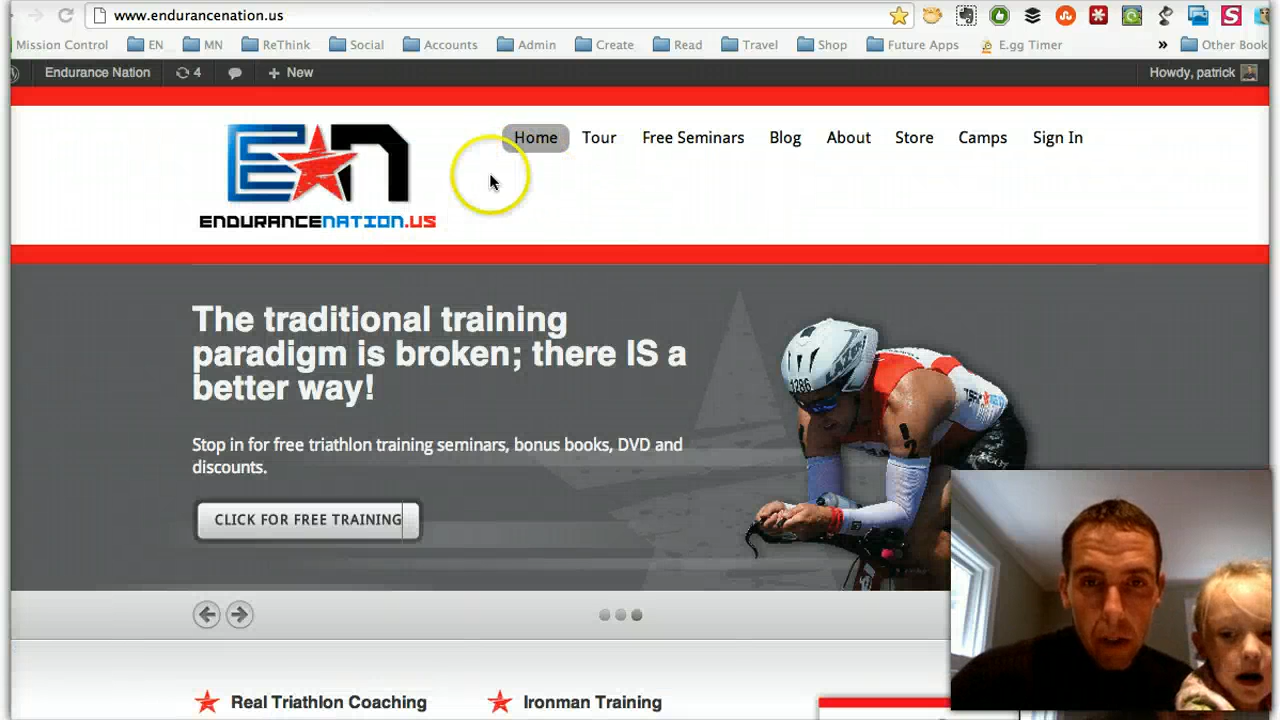 www.endurancenation.us
Mission Control EN MN ReThink Social Accounts Admin Create Read Travel Shop Future Apps E.gg Timer » Other Book
Endurance Nation 4 + New Howdy, patrick
Home Tour Free Seminars Blog About Store Camps Sign In
EN
ENDURANCENATION.US
The traditional training
paradigm is broken; there IS a
better way!
LAZER
1286
Stop in for free triathlon training seminars, bonus books, DVD and
discounts.
CLICK FOR FREE TRAINING
Real Triathlon Coaching Ironman Training